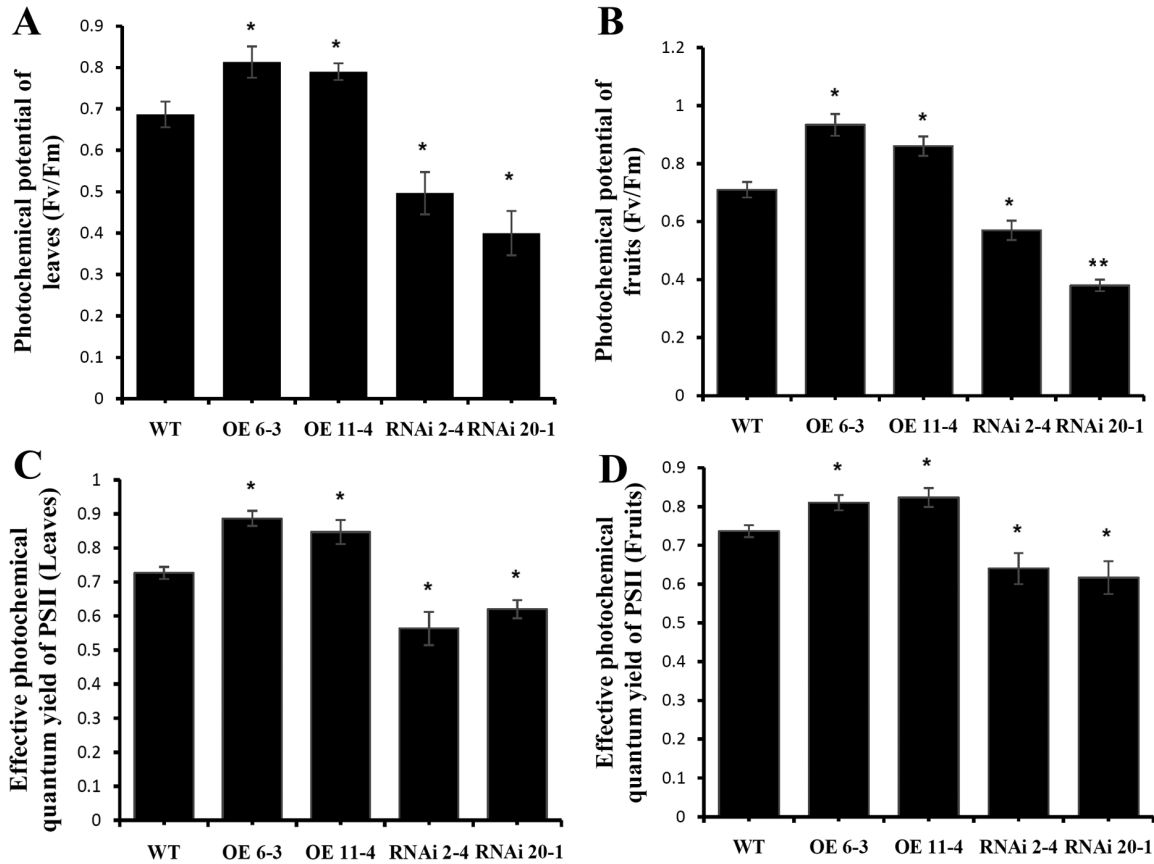 A
Photochemical potential of
leaves (Fv/Fm)
0.9
0.8
0.7
0.6
0.5
0.4
0.3
0.2
0.1
0
*
*
*
*
WT
OE 6-3
OE 11-4
RNAi 2-4
RNAi 20-1
B
Photochemical potential of
fruits (Fv/Fm)
1.2
1
0.8
0.6
0.4
0.2
0
*
*
*
**
WT
OE 6-3
OE 11-4
RNAi 2-4
RNAi 20-1
C
Effective photochemical
quantum yield of PSII (Leaves)
1
0.9
0.8
0.7
0.6
0.5
0.4
0.3
0.2
0.1
0
*
*
*
*
WT
OE 6-3
OE 11-4
RNAi 2-4
RNAi 20-1
D
Effective photochemical
quantum yield of PSII (Fruits)
0.9
0.8
0.7
0.6
0.5
0.4
0.3
0.2
0.1
0
*
*
*
*
WT
OE 6-3
OE 11-4
RNAi 2-4
RNAi 20-1